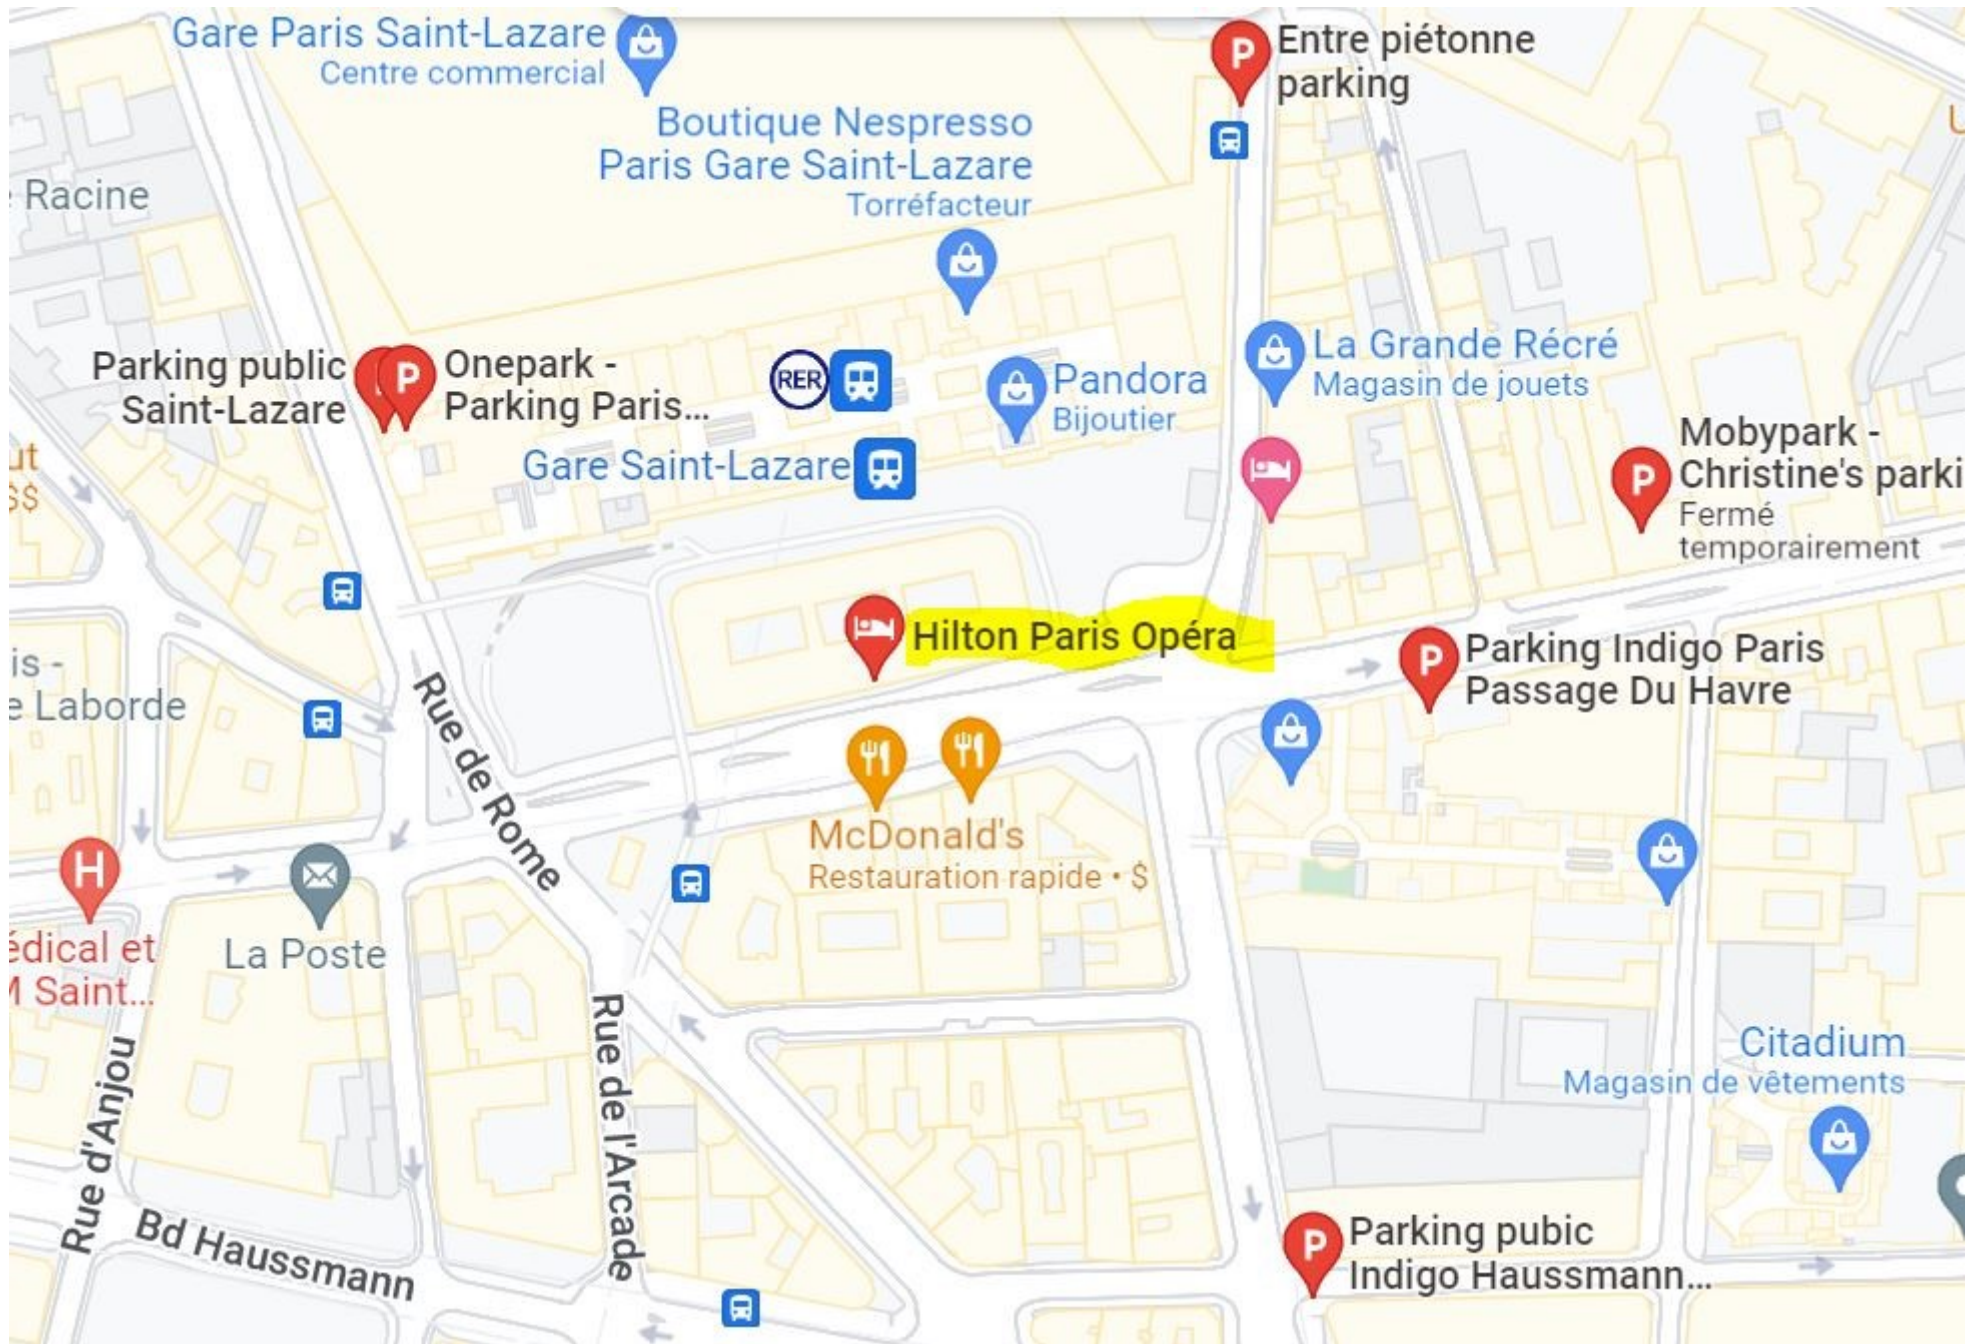 Gare Paris Saint-Lazare
Centre commercial
Entre piétonne
parking
Boutique Nespresso
Paris Gare Saint-Lazare
Torréfacteur
Racine
Parking public
Saint-Lazare
Onepark -
Parking Paris...
RER
Pandora
Bijoutier
La Grande Récré
Magasin de jouets
Gare Saint-Lazare
Mobypark -
Christine's parki
Fermé
temporairement
ut
$$
Hilton Paris Opéra
Parking Indigo Paris
Passage Du Havre
is -
e Laborde
Rue de Rome
McDonald's
Restauration rapide • $
H
La Poste
édical et
M Saint...
Rue de l'Arcade
Rue d'Anjou
Citadium
Magasin de vêtements
Bd Haussmann
Parking pubic
Indigo Haussmann...
P
P
P
P
P